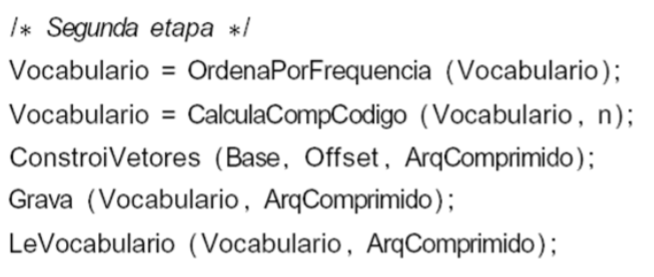 /* Segunda etapa */
Vocabulario = OrdenaPorFrequencia (Vocabulario);
Vocabulario = CalculaCompCodigo (Vocabulario, n);
ConstroiVetores (Base, Offset, ArqComprimido);
Grava (Vocabulario, ArqComprimido);
LeVocabulario (Vocabulario, ArqComprimido);